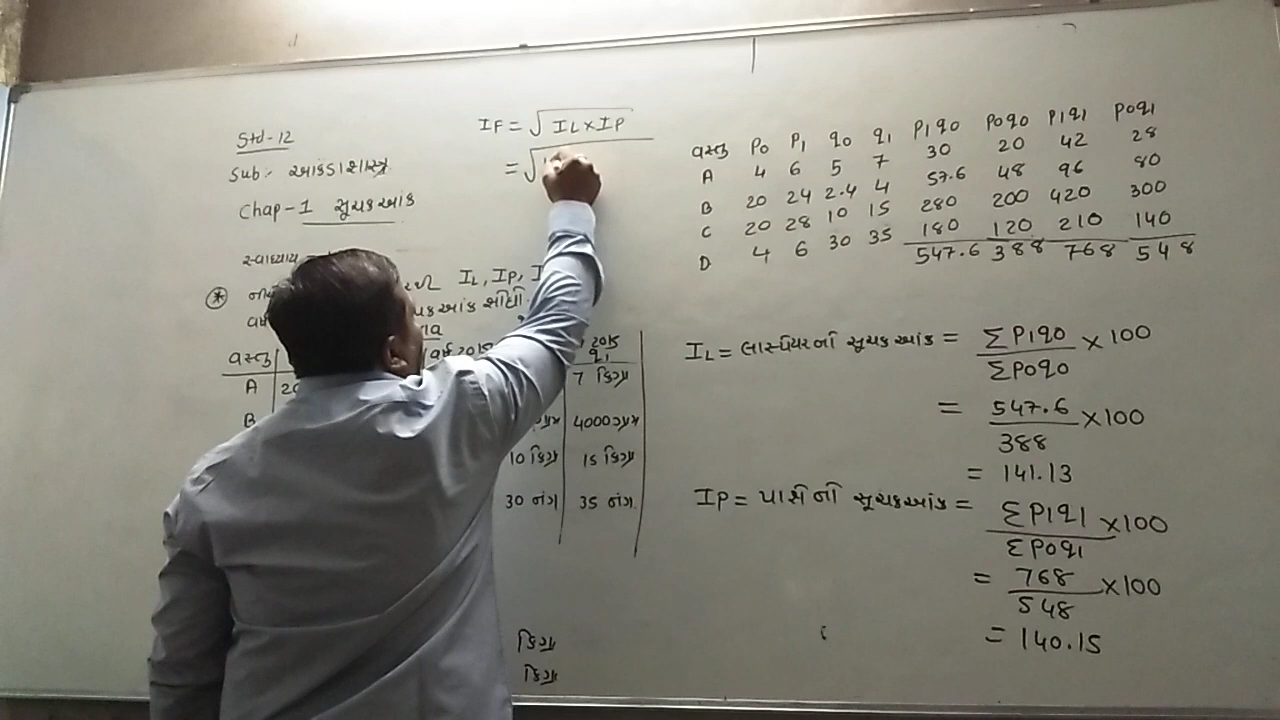 Std-12
Sub:- આંકડાશાસ્ત્ર
Chap-1 સૂચકઆંક
સ્વાધ્યાય
IL, IP,
વસ્તુ
2015
2015
q1
A
7 કિગ્રા
B
4000ગ્રામ
10 કિગ્રા 15 કિગ્રા
30 નંગ 35 નંગ
કિગ્રા
કિગ્રા
IF = √IL×IP
= √
વસ્તુ P0 P1 q0 q1 P1q0 P0q0 P1q1 P0q1
A 4 6 5 7 30 20 42 28
B 20 24 2.4 4 57.6 48 96 80
C 20 28 10 15 280 200 420 300
D 4 6 30 35 180 120 210 140
547.6 388 768 548
IL = લાસ્પેયરનો સૂચકઆંક = ΣP1q0 × 100
ΣP0q0
= 547.6 × 100
388
= 141.13
IP = પાશેનો સૂચકઆંક = ΣP1q1 × 100
ΣP0q1
= 768 × 100
548
= 140.15